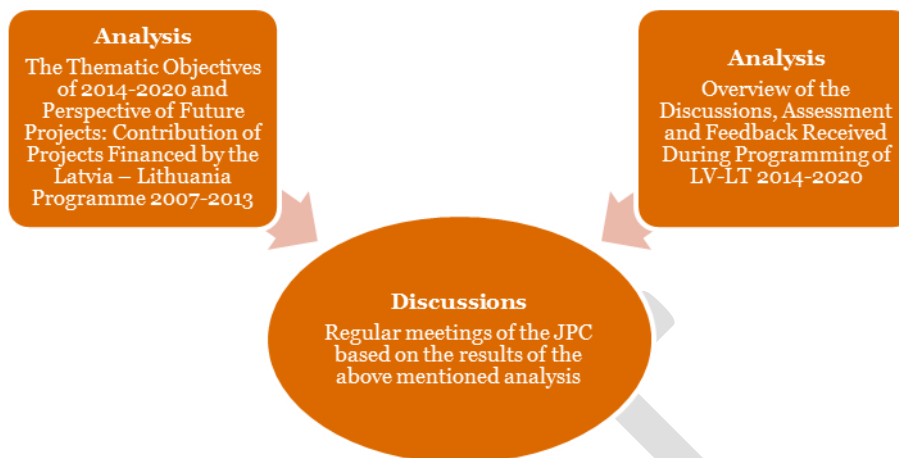 Analysis
The Thematic Objectives
of 2014-2020 and
Perspective of Future
Projects: Contribution of
Projects Financed by the
Latvia – Lithuania
Programme 2007-2013
Analysis
Overview of the
Discussions, Assessment
and Feedback Received
During Programming of
LV-LT 2014-2020
Discussions
Regular meetings of the JPC
based on the results of the
above mentioned analysis